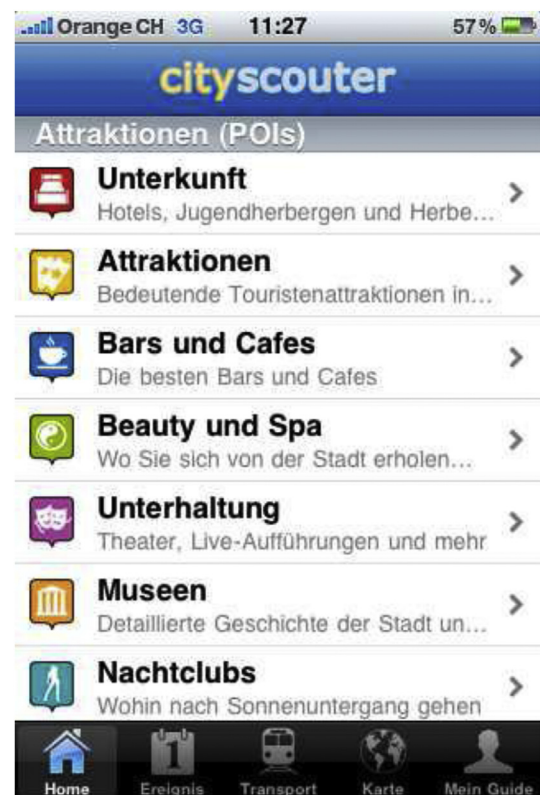 Orange CH 3G 11:27 57%
cityscouter
Attraktionen (POIs)
Unterkunft
Hotels, Jugendherbergen und Herbe...
Attraktionen
Bedeutende Touristenattraktionen in...
Bars und Cafes
Die besten Bars und Cafes
Beauty und Spa
Wo Sie sich von der Stadt erholen...
Unterhaltung
Theater, Live-Aufführungen und mehr
Museen
Detaillierte Geschichte der Stadt un...
Nachtclubs
Wohin nach Sonnenuntergang gehen
1
Home Ereignis Transport Karte Mein Guide